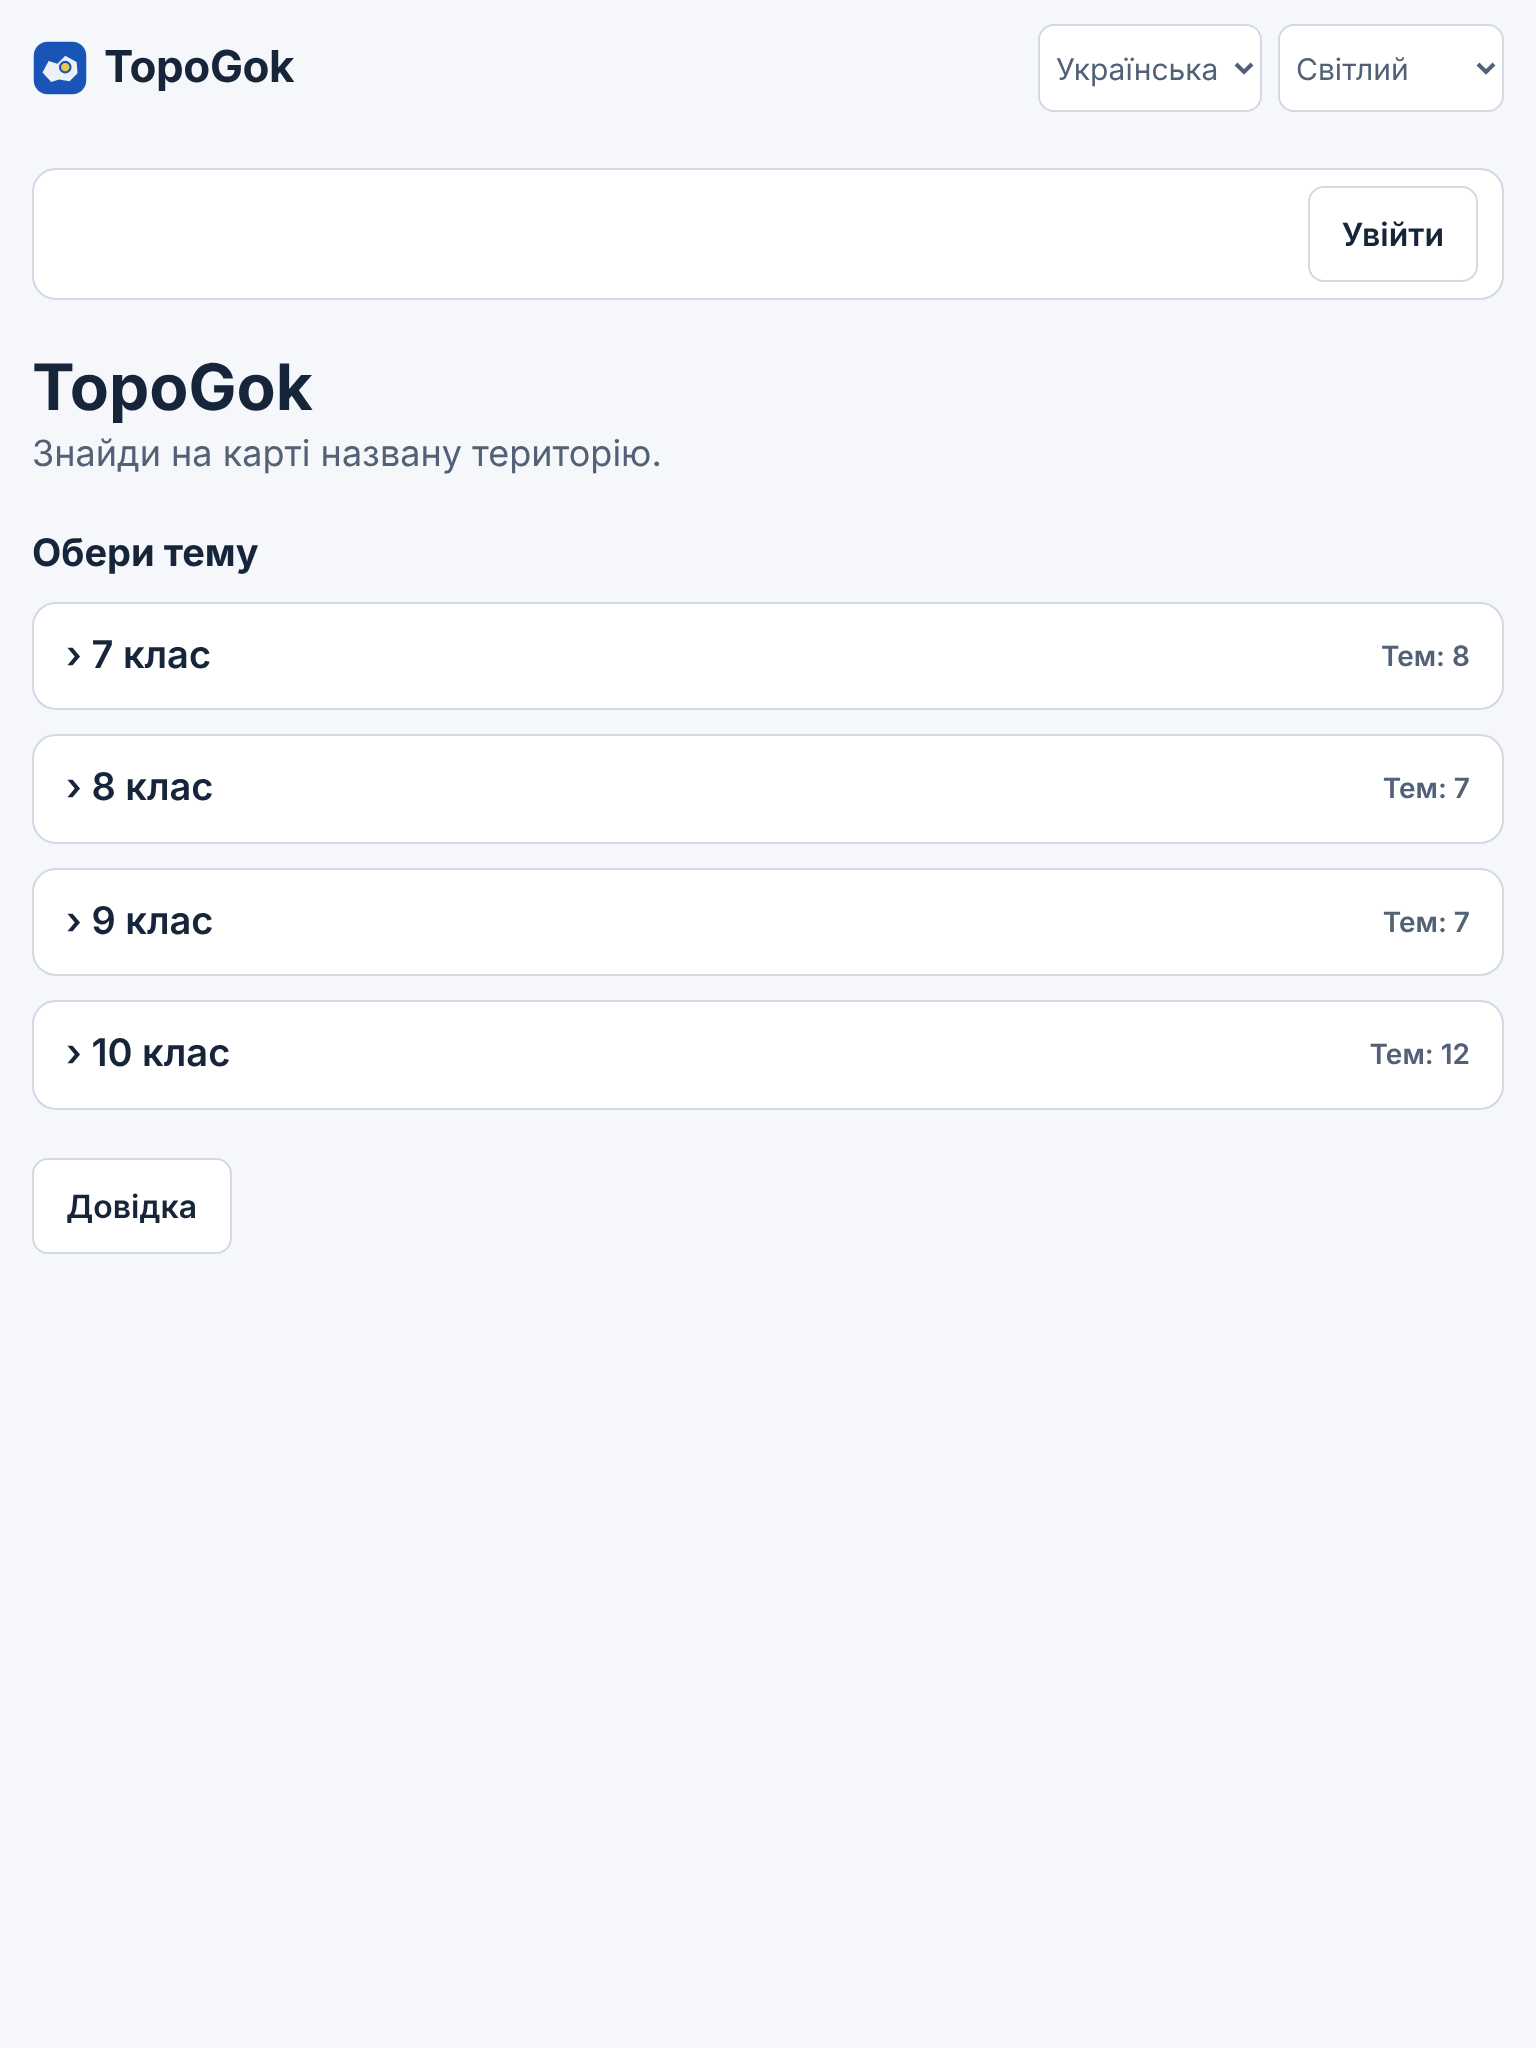 TopoGok
Українська
Світлий
Увійти
TopoGok
Знайди на карті названу територію.
Обери тему
› 7 клас
Тем: 8
› 8 клас
Тем: 7
› 9 клас
Тем: 7
› 10 клас
Тем: 12
Довідка